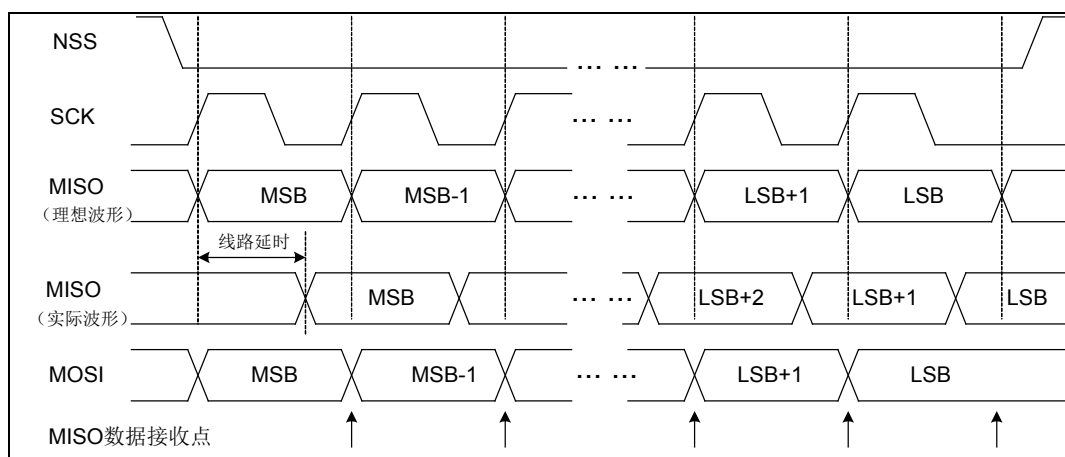 NSS
... ...
SCK
... ...
MISO
（理想波形）
MSB
MSB-1
... ...
LSB+1
LSB
线路延时
MISO
（实际波形）
MSB
... ...
LSB+2
LSB+1
LSB
MOSI
MSB
MSB-1
... ...
LSB+1
LSB
MISO数据接收点